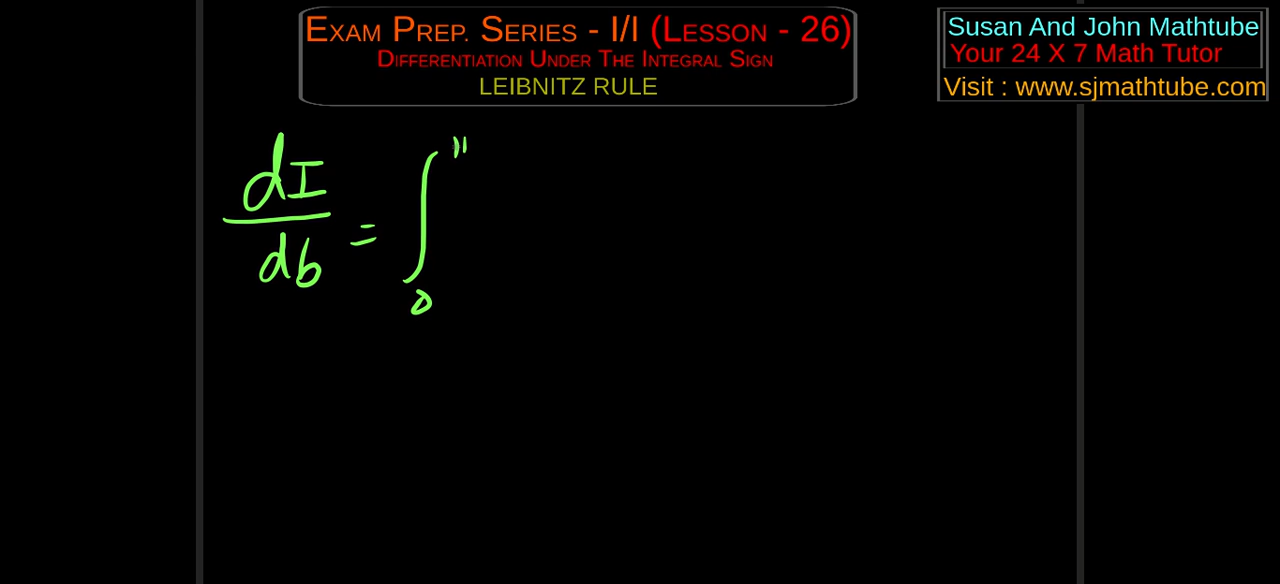 Exam Prep. Series - I/I (Lesson - 26)
Differentiation Under The Integral Sign
LEIBNITZ RULE
Susan And John Mathtube
Your 24 X 7 Math Tutor
Visit : www.sjmathtube.com
dI/db = ∫₀